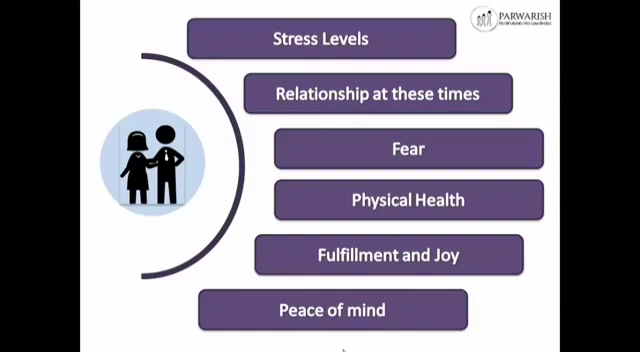 PARWARISH
Stress Levels
Relationship at these times
Fear
Physical Health
Fulfillment and Joy
Peace of mind